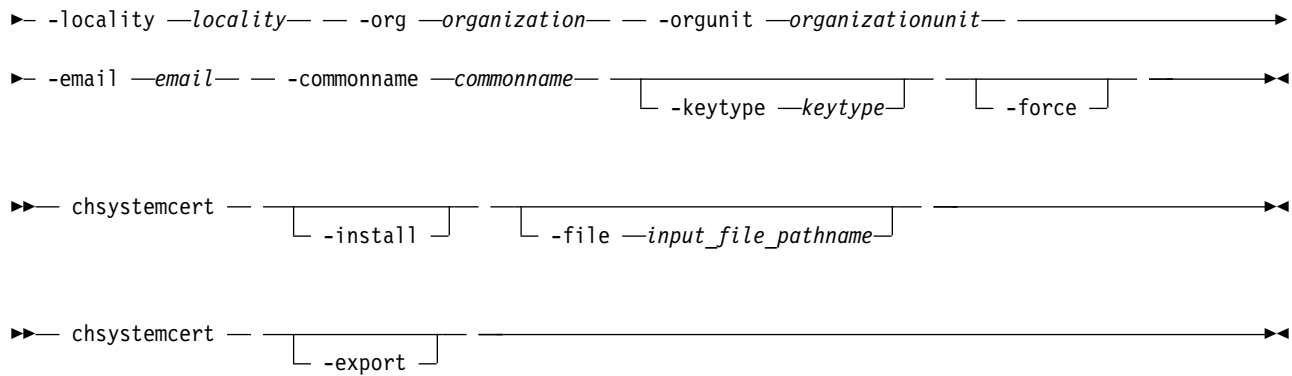 -locality locality -org organization -orgunit organizationunit
-email email -commonname commonname
-keytype keytype -force
chsystemcert
-install -file input_file_pathname
chsystemcert
-export